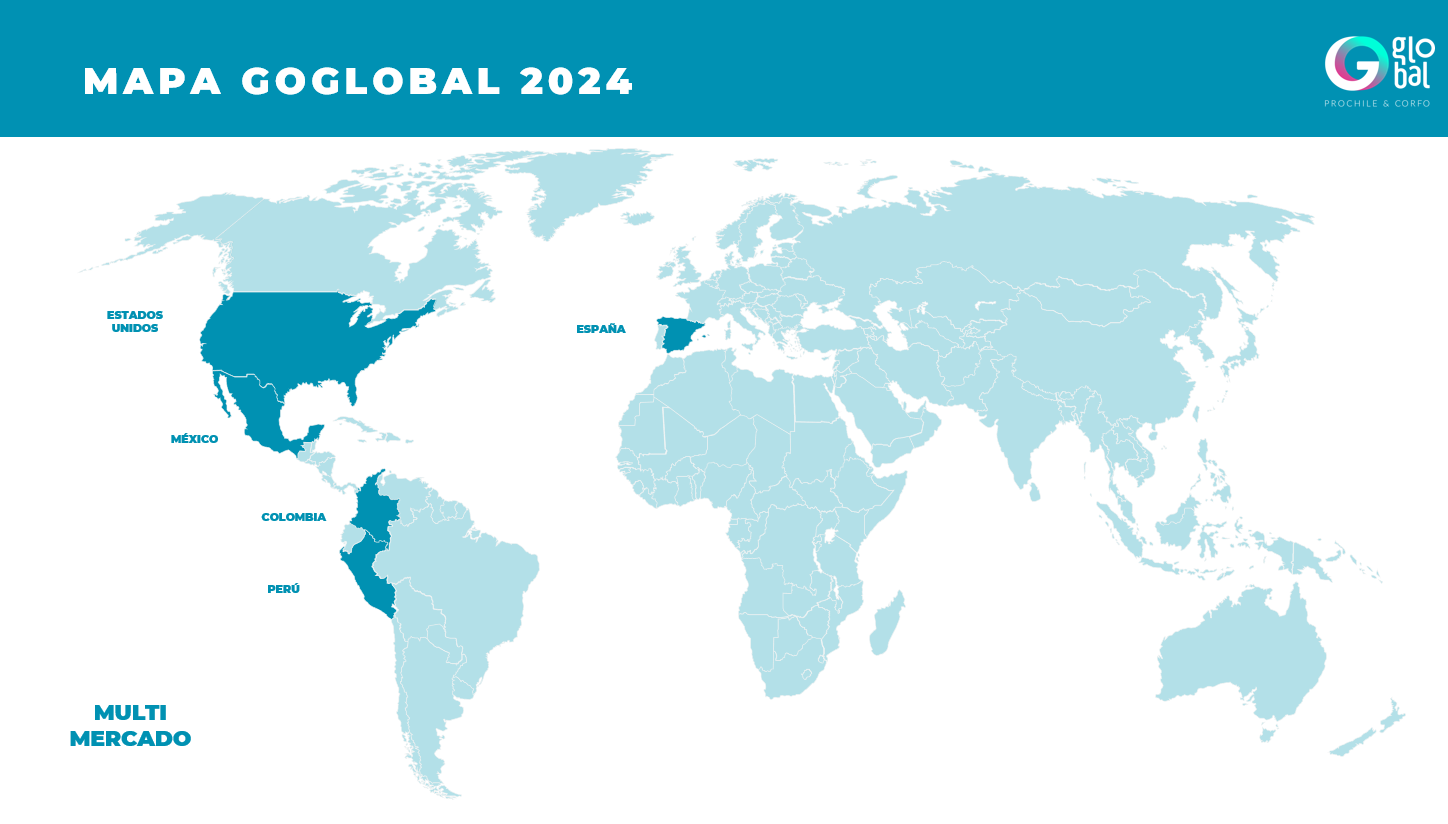 MAPA GOGLOBAL 2024
glo
bal
PROCHILE & CORFO
ESTADOS
UNIDOS
ESPAÑA
MÉXICO
COLOMBIA
PERÚ
MULTI
MERCADO